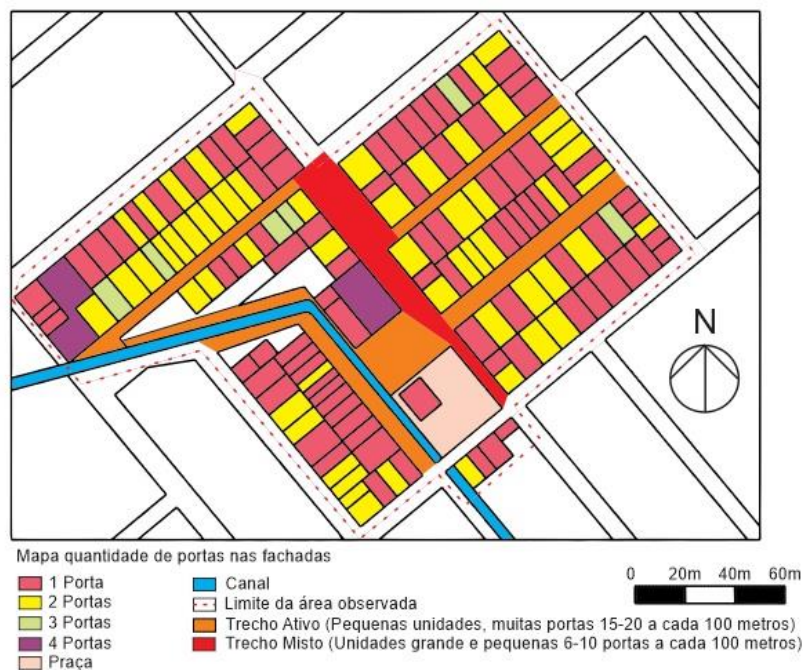 N
Mapa quantidade de portas nas fachadas
1 Porta
2 Portas
3 Portas
4 Portas
Praça
Canal
Limite da área observada
Trecho Ativo (Pequenas unidades, muitas portas 15-20 a cada 100 metros)
Trecho Misto (Unidades grande e pequenas 6-10 portas a cada 100 metros)
0 20m 40m 60m